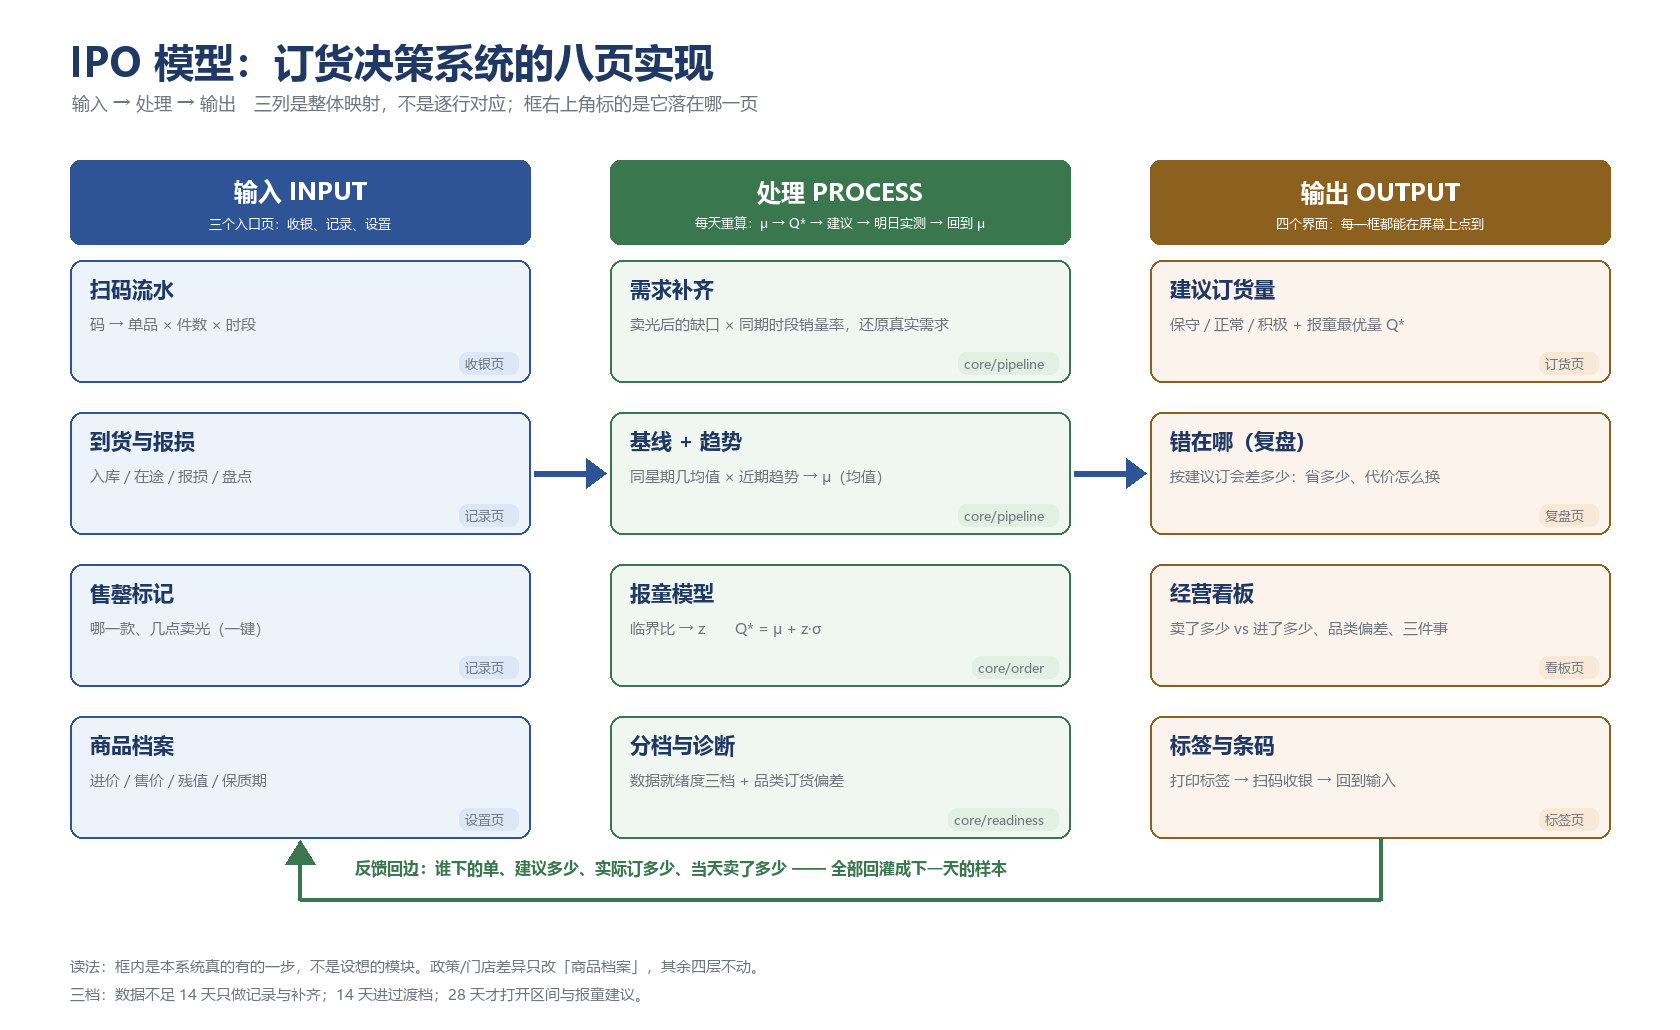 IPO 模型：订货决策系统的八页实现
输入 → 处理 → 输出　三列是整体映射，不是逐行对应；框右上角标的是它落在哪一页
输入 INPUT
三个入口页：收银、记录、设置
扫码流水
码 → 单品 × 件数 × 时段
收银页
到货与报损
入库 / 在途 / 报损 / 盘点
记录页
售罄标记
哪一款、几点卖光（一键）
记录页
商品档案
进价 / 售价 / 残值 / 保质期
设置页
处理 PROCESS
每天重算：μ → Q* → 建议 → 明日实测 → 回到 μ
需求补齐
卖光后的缺口 × 同期时段销量率，还原真实需求
core/pipeline
基线 + 趋势
同星期几均值 × 近期趋势 → μ（均值）
core/pipeline
报童模型
临界比 → z　　Q* = μ + z·σ
core/order
分档与诊断
数据就绪度三档 + 品类订货偏差
core/readiness
输出 OUTPUT
四个界面：每一框都能在屏幕上点到
建议订货量
保守 / 正常 / 积极 + 报童最优量 Q*
订货页
错在哪（复盘）
按建议订会差多少：省多少、代价怎么换
复盘页
经营看板
卖了多少 vs 进了多少、品类偏差、三件事
看板页
标签与条码
打印标签 → 扫码收银 → 回到输入
标签页
反馈回边：谁下的单、建议多少、实际订多少、当天卖了多少 —— 全部回灌成下一天的样本
读法：框内是本系统真的有的一步，不是设想的模块。政策/门店差异只改「商品档案」，其余四层不动。
三档：数据不足 14 天只做记录与补齐；14 天进过渡档；28 天才打开区间与报童建议。